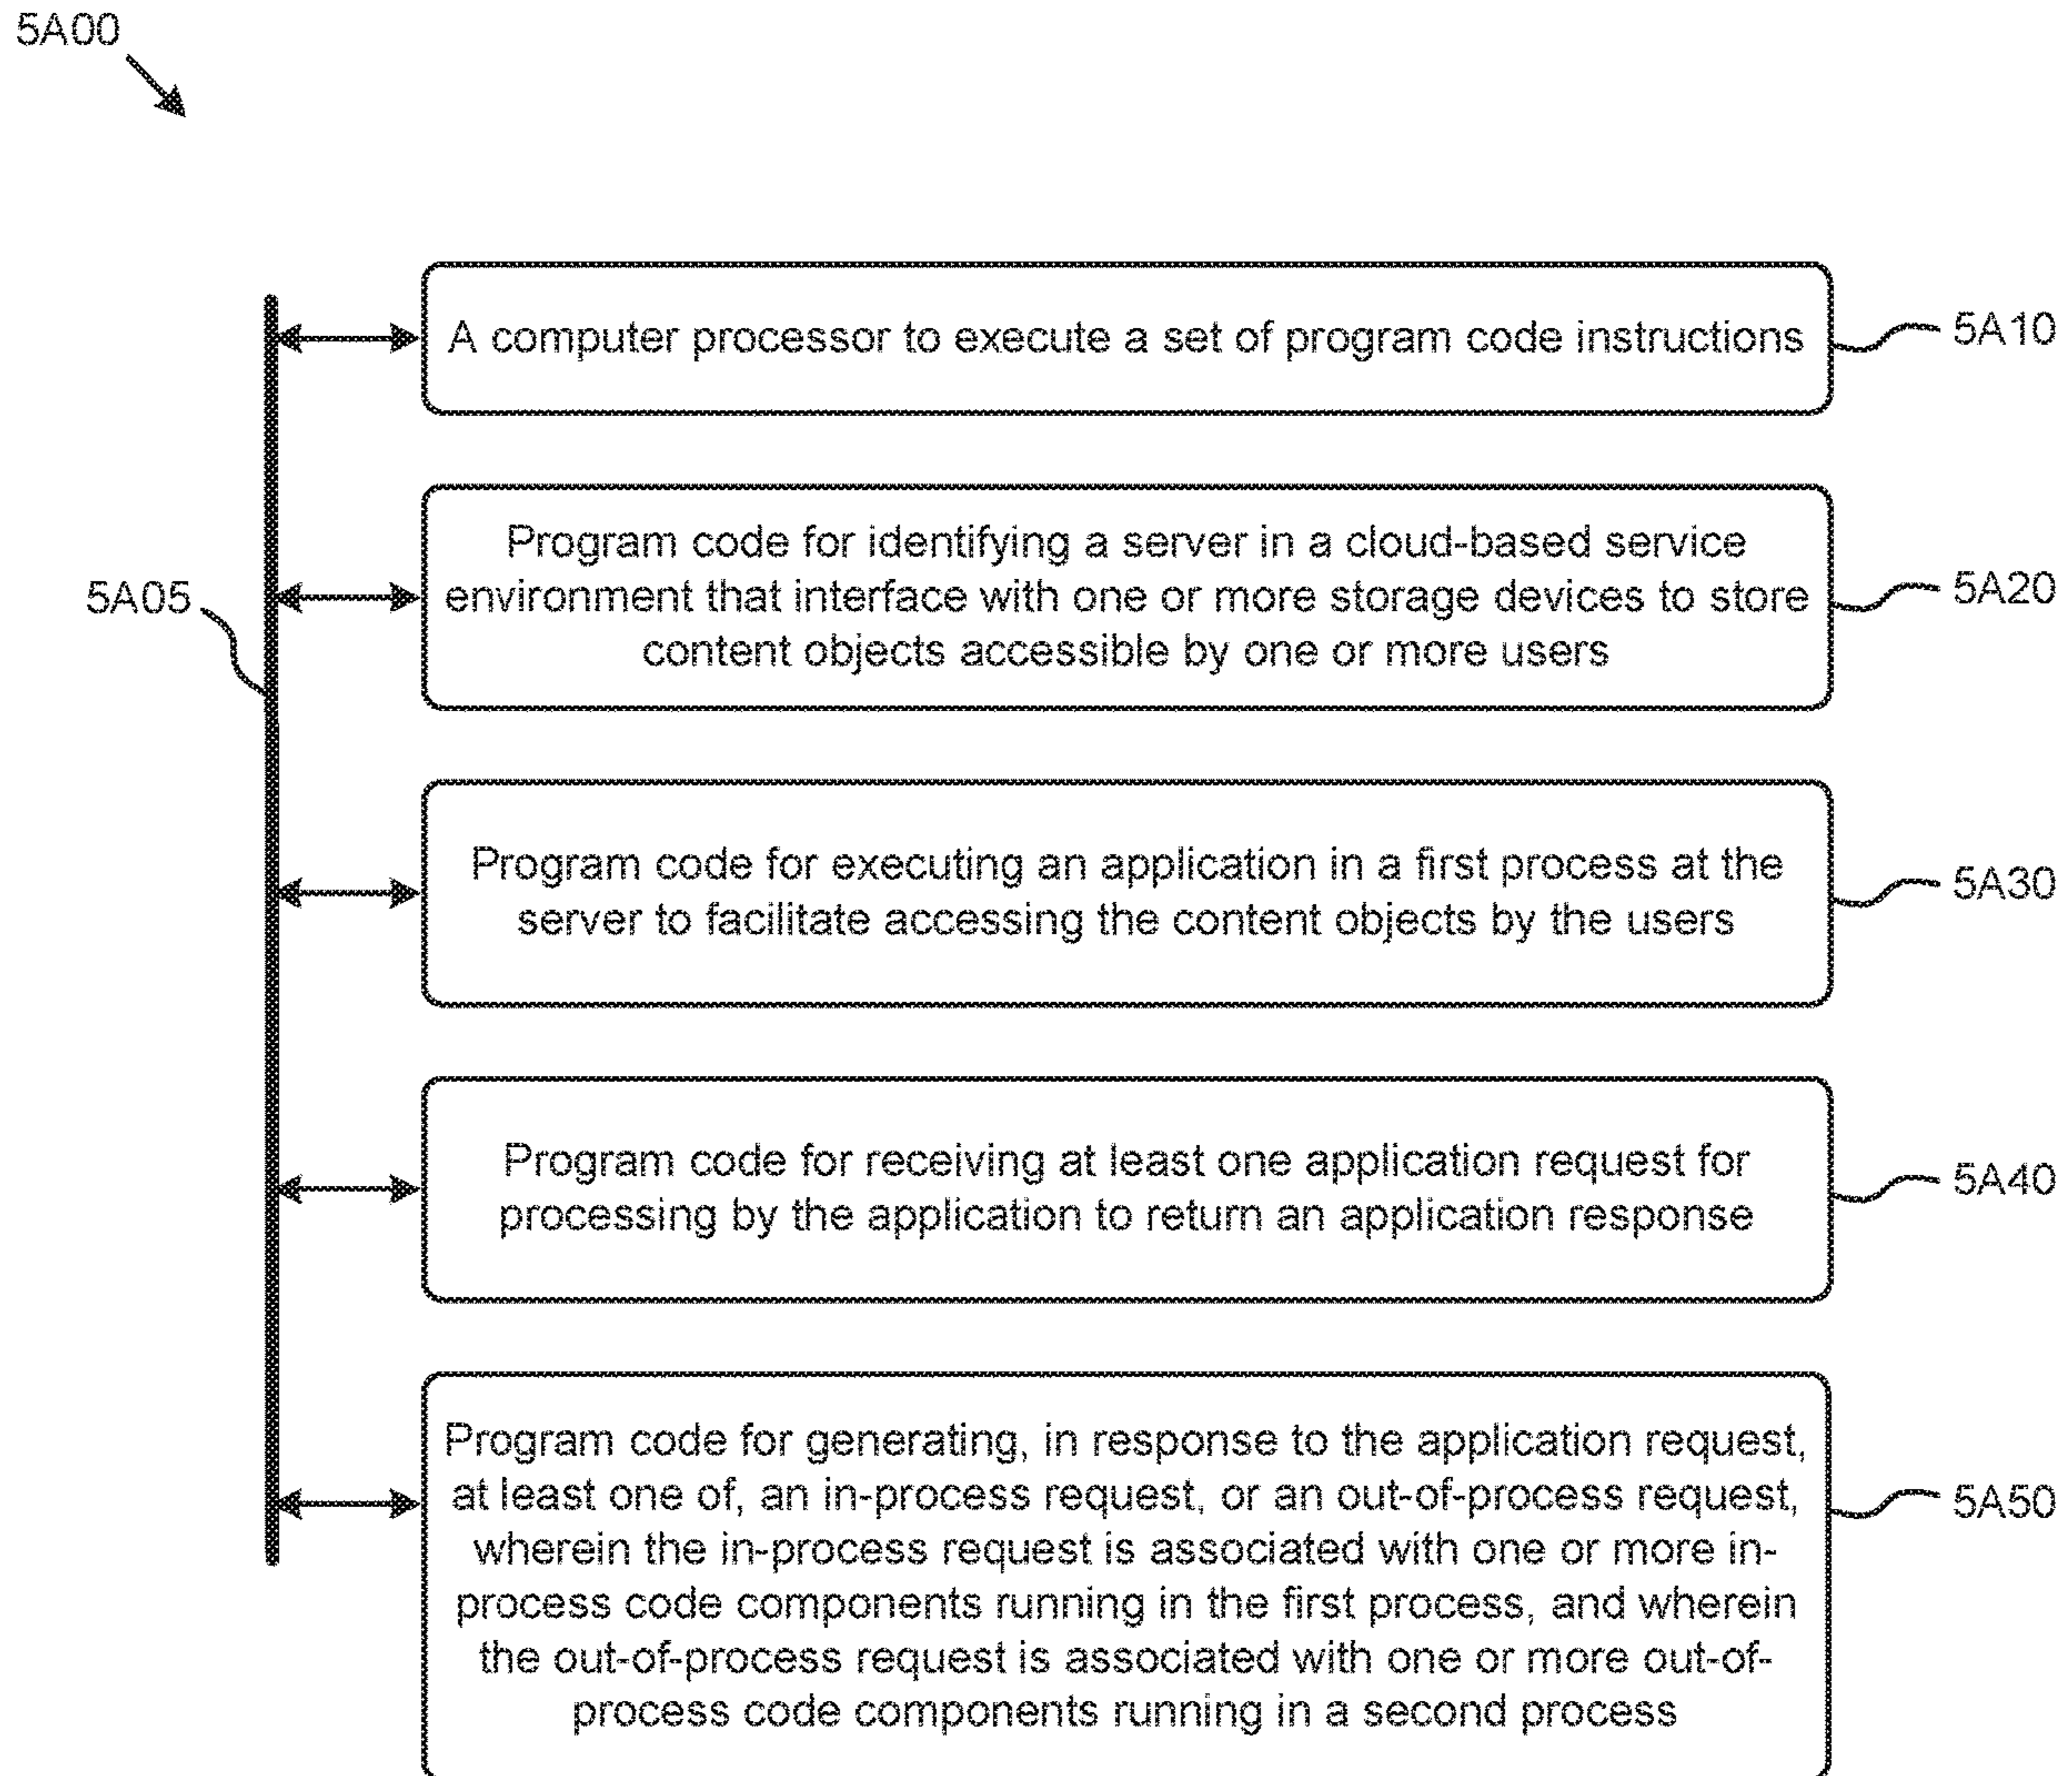 5A00
A computer processor to execute a set of program code instructions
5A10
Program code for identifying a server in a cloud-based service
environment that interface with one or more storage devices to store
content objects accessible by one or more users
5A20
5A05
Program code for executing an application in a first process at the
server to facilitate accessing the content objects by the users
5A30
Program code for receiving at least one application request for
processing by the application to return an application response
5A40
Program code for generating, in response to the application request,
at least one of, an in-process request, or an out-of-process request,
wherein the in-process request is associated with one or more in-
process code components running in the first process, and wherein
the out-of-process request is associated with one or more out-of-
process code components running in a second process
5A50